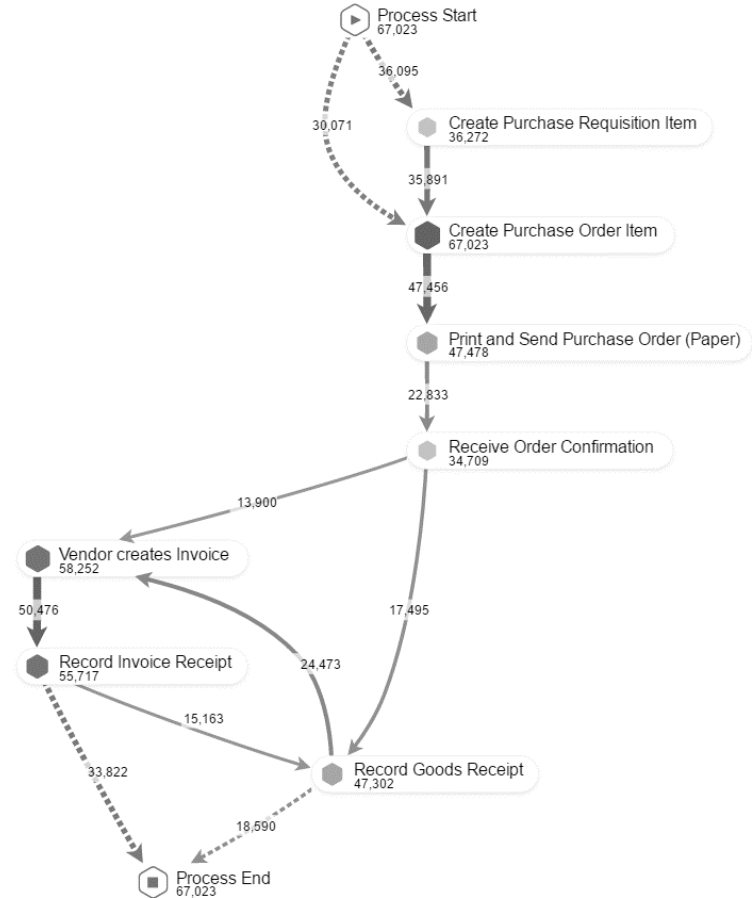 Process Start
67,023
36,095
30,071
Create Purchase Requisition Item
36,272
35,891
Create Purchase Order Item
67,023
47,456
Print and Send Purchase Order (Paper)
47,478
22,833
Receive Order Confirmation
34,709
13,900
Vendor creates Invoice
58,252
50,476
17,495
24,473
Record Invoice Receipt
55,717
15,163
33,822
Record Goods Receipt
47,302
18,590
Process End
67,023